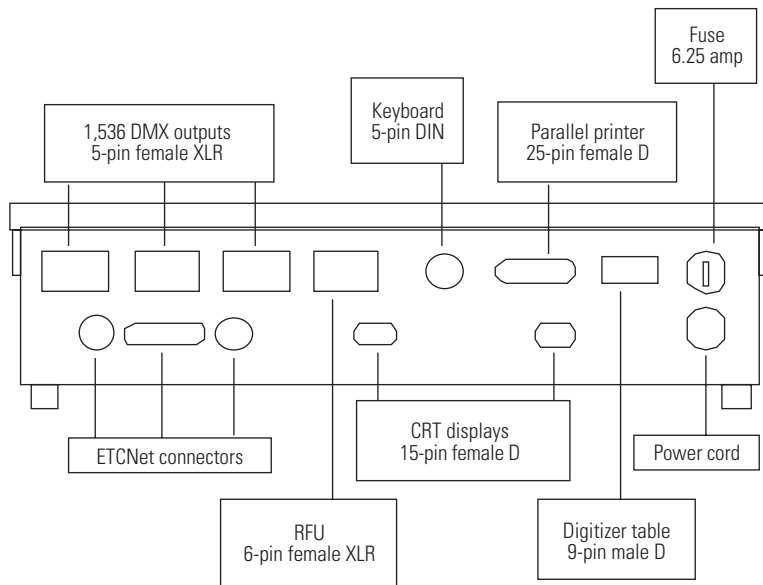 Fuse
6.25 amp
Keyboard
5-pin DIN
1,536 DMX outputs
5-pin female XLR
Parallel printer
25-pin female D
ETCNet connectors
CRT displays
15-pin female D
Power cord
RFU
6-pin female XLR
Digitizer table
9-pin male D